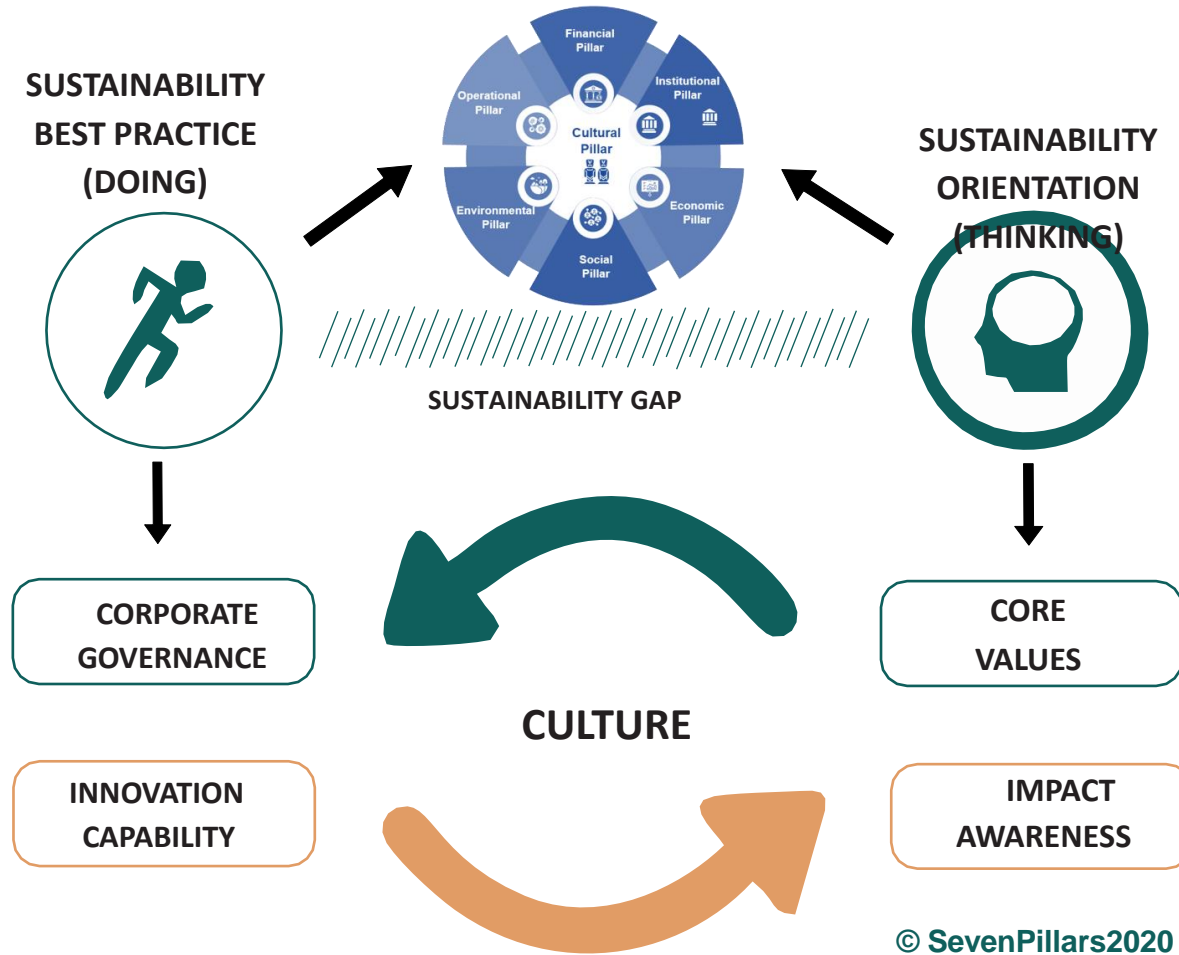 SUSTAINABILITY
BEST PRACTICE
(DOING)
Financial
Pillar
Institutional
Pillar
Operational
Pillar
Cultural
Pillar
Environmental
Pillar
Economic
Pillar
Social
Pillar
SUSTAINABILITY
ORIENTATION
(THINKING)
SUSTAINABILITY GAP
CORPORATE
GOVERNANCE
CORE
VALUES
CULTURE
INNOVATION
CAPABILITY
IMPACT
AWARENESS
© SevenPillars2020